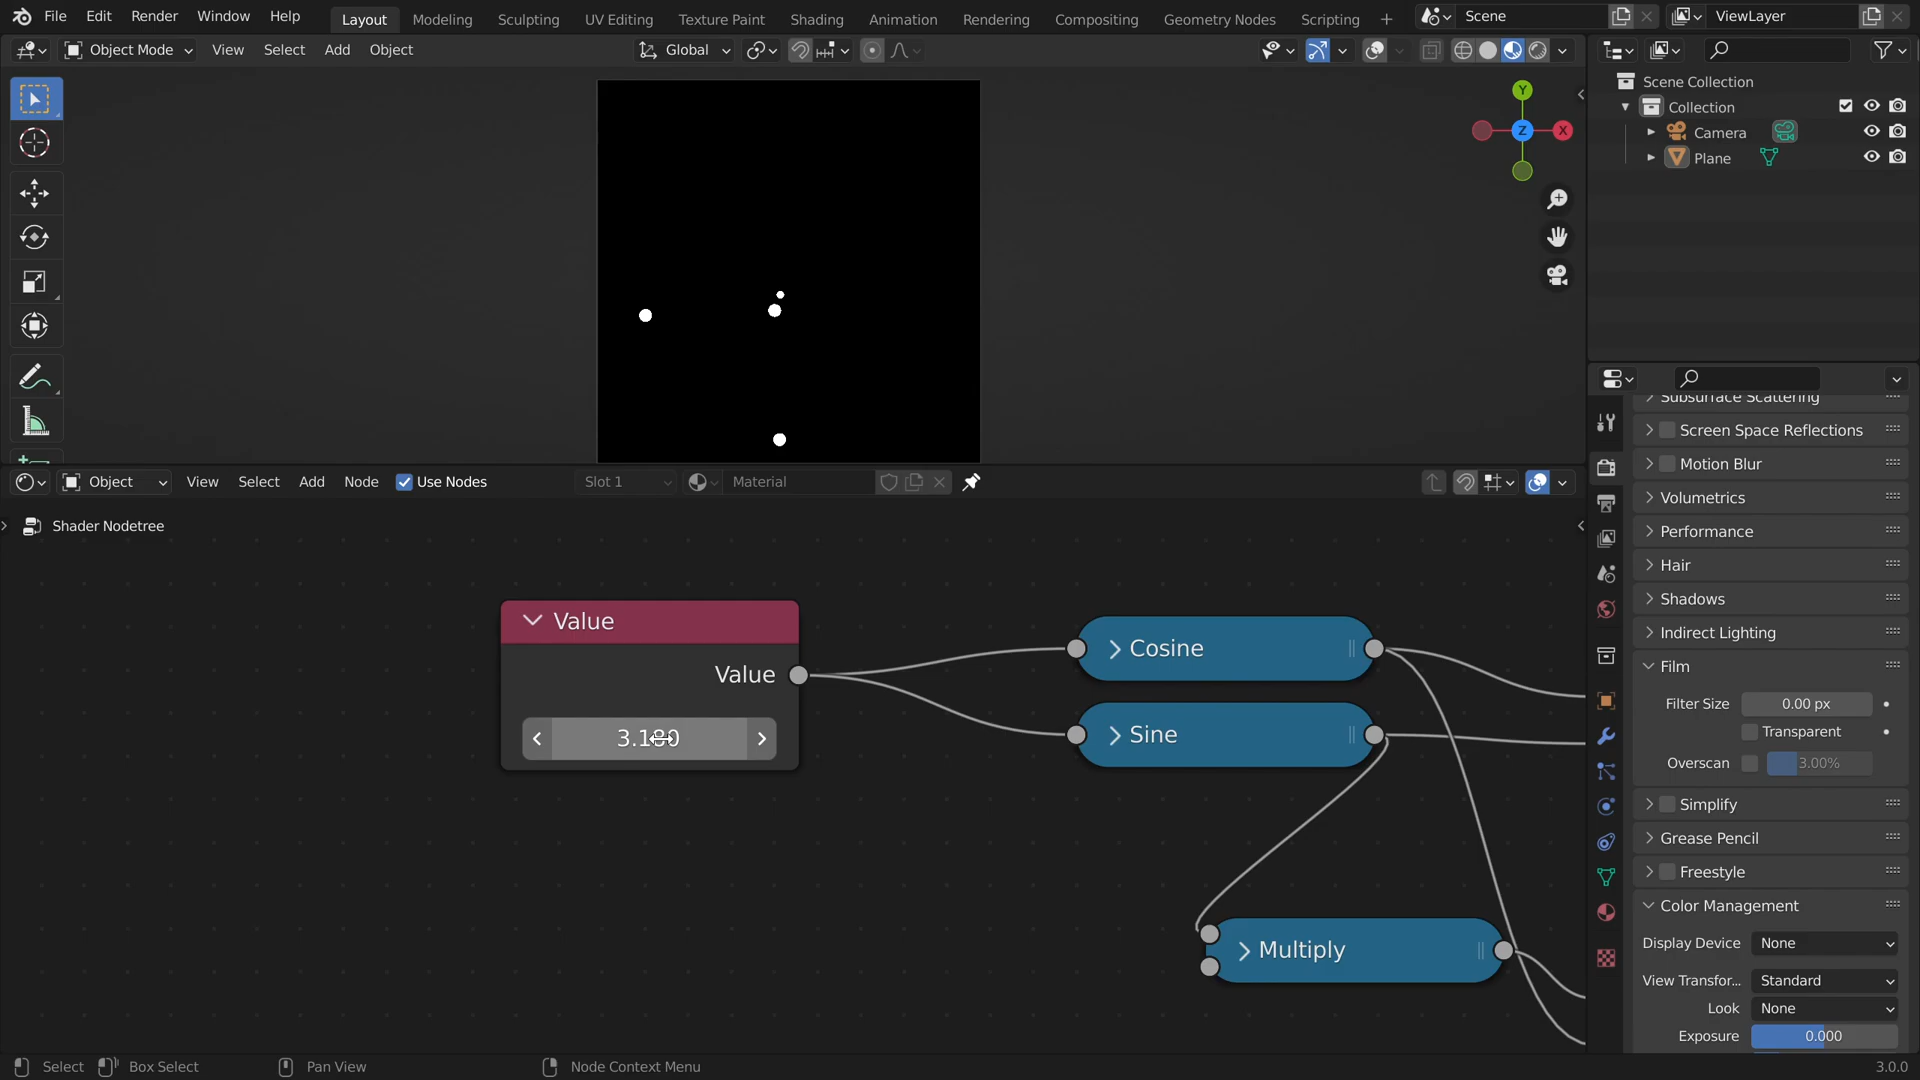 File Edit Render Window Help Layout Modeling Sculpting UV Editing Texture Paint Shading Animation Rendering Compositing Geometry Nodes Scripting + Scene ViewLayer
Object Mode View Select Add Object Global
Scene Collection
Collection
Camera
Plane
Y
Z
X
Subsurface Scattering
Screen Space Reflections
Motion Blur
Volumetrics
Performance
Hair
Shadows
Indirect Lighting
Film
Filter Size 0.00 px
Transparent
Overscan 3.00%
Simplify
Grease Pencil
Freestyle
Color Management
Display Device None
View Transfor... Standard
Look None
Exposure 0.000
Object View Select Add Node Use Nodes Slot 1 Material
Shader Nodetree
Value
Value
Cosine
Sine
Multiply
Select Box Select Pan View Node Context Menu 3.0.0